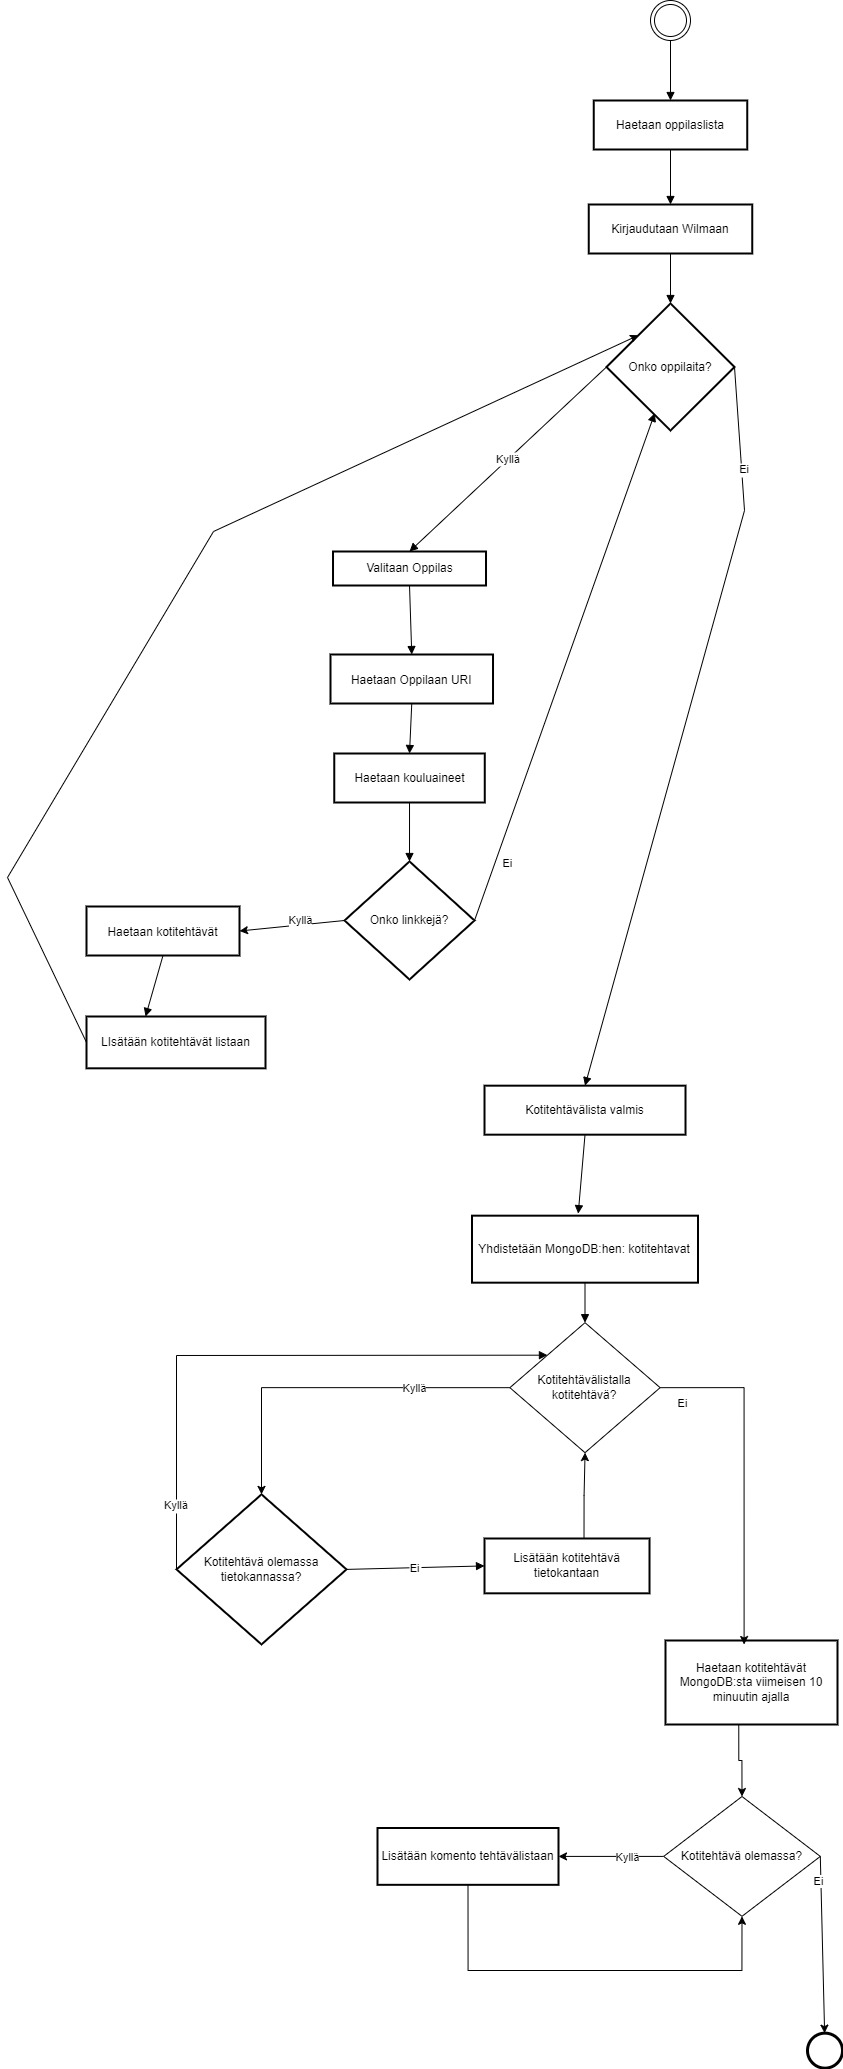 Haetaan oppilaslista
Kirjaudutaan Wilmaan
Onko oppilaita?
Kyllä
Ei
Valitaan Oppilas
Haetaan Oppilaan URI
Haetaan kouluaineet
Ei
Onko linkkejä?
Kyllä
Haetaan kotitehtävät
LIsätään kotitehtävät listaan
Kotitehtävälista valmis
Yhdistetään MongoDB:hen: kotitehtavat
Kotitehtävälistalla
kotitehtävä?
Kyllä
Ei
Kyllä
Kotitehtävä olemassa
tietokannassa?
Ei
Lisätään kotitehtävä
tietokantaan
Haetaan kotitehtävät
MongoDB:sta viimeisen 10
minuutin ajalla
Kotitehtävä olemassa?
Kyllä
Lisätään komento tehtävälistaan
Ei